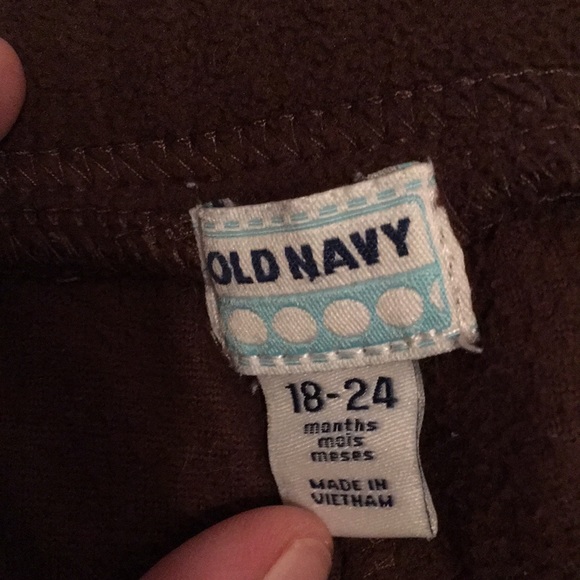 OLD NAVY
18-24
months
mois
meses
MADE IN
VIETNAM